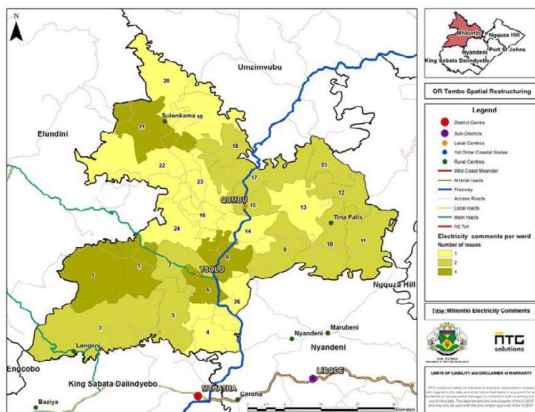 N
Umzimvubu
Elundini
Sulenkama
QUMBU
Tina Falls
TSOLO
Ngquza Hill
Langeni
Engcobo
King Sabata Dalindyebo
Baziya
MTHATHA
Corona
LIBODE
Nyandeni
Marubeni
Nyandeni
20
19
21
18
22
23
17
25
12
15
13
16
24
14
11
9
10
8
1
7
6
26
5
4
2
Mhlontlo
Ngquza Hill
Port St Johns
Nyandeni
King Sabata Dalindyebo
OR Tambo Spatial Restructuring
Legend
District Centre
Sub-Districts
Local Centres
1st Order Coastal Nodes
Rural Centres
Wild Coast Meander
Arterial roads
Freeway
Access Roads
Local roads
Main roads
N2 Toll
Electricity comments per ward
Number of issues
1
2
4
Title: Mhlontlo Electricity Comments
NTG
solutions
LIMITS OF LIABILITY and DISCLAIMER OF WARRANTY